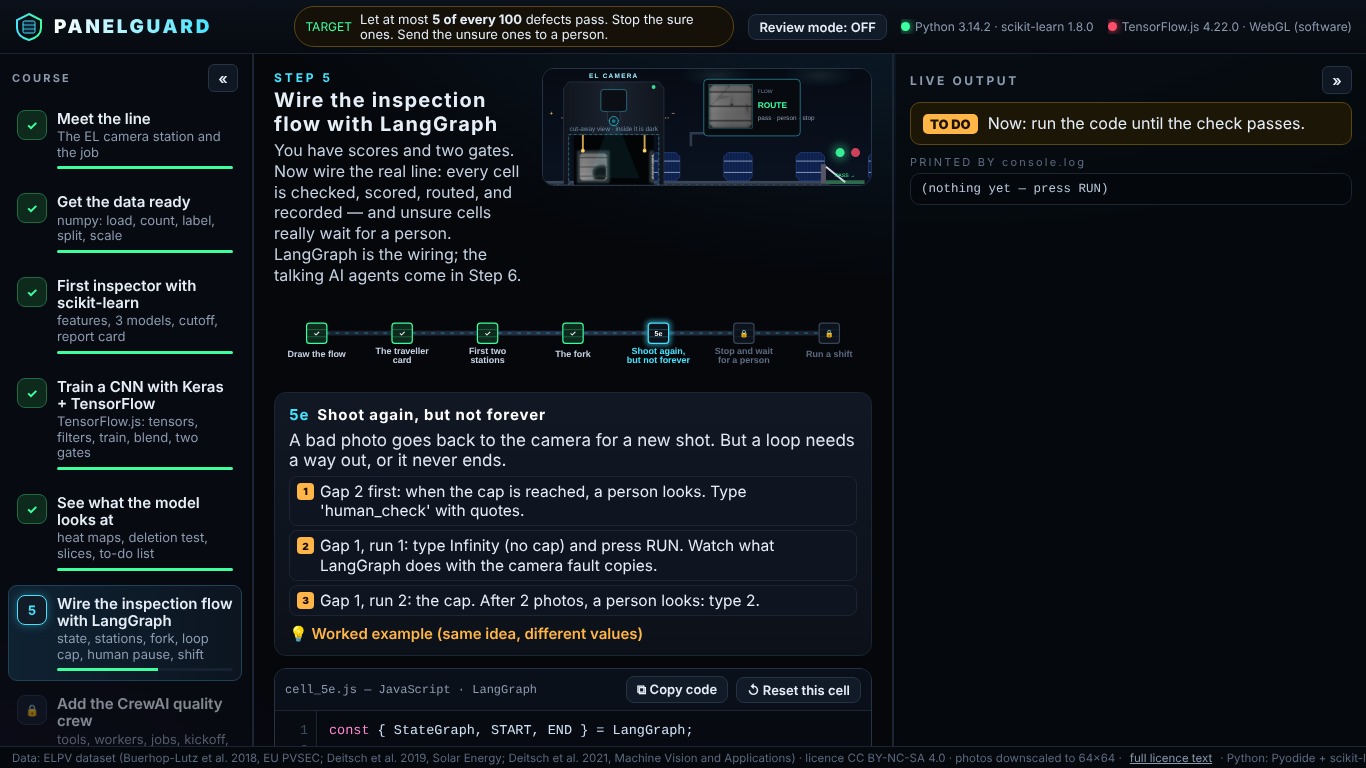 PANELGUARD
TARGET
Let at most 5 of every 100 defects pass. Stop the sure
ones. Send the unsure ones to a person.
Review mode: OFF
Python 3.14.2 · scikit-learn 1.8.0
TensorFlow.js 4.22.0 · WebGL (software)
COURSE
«
Meet the line
The EL camera station and
the job
Get the data ready
numpy: load, count, label,
split, scale
First inspector with
scikit-learn
features, 3 models, cutoff,
report card
Train a CNN with Keras
+ TensorFlow
TensorFlow.js: tensors,
filters, train, blend, two
gates
See what the model
looks at
heat maps, deletion test,
slices, to-do list
5
Wire the inspection flow
with LangGraph
state, stations, fork, loop
cap, human pause, shift
Add the CrewAI quality
crew
tools, workers, jobs, kickoff,
STEP 5
Wire the inspection
flow with LangGraph
You have scores and two gates.
Now wire the real line: every cell
is checked, scored, routed, and
recorded — and unsure cells
really wait for a person.
LangGraph is the wiring; the
talking AI agents come in Step 6.
EL CAMERA
cut-away view · inside it is dark
FLOW
ROUTE
pass · person · stop
Draw the flow
The traveller
card
First two
stations
The fork
5e
Shoot again,
but not forever
Stop and wait
for a person
Run a shift
5e Shoot again, but not forever
A bad photo goes back to the camera for a new shot. But a loop needs
a way out, or it never ends.
1 Gap 2 first: when the cap is reached, a person looks. Type
'human_check' with quotes.
2 Gap 1, run 1: type Infinity (no cap) and press RUN. Watch what
LangGraph does with the camera fault copies.
3 Gap 1, run 2: the cap. After 2 photos, a person looks: type 2.
💡 Worked example (same idea, different values)
cell_5e.js — JavaScript · LangGraph
⧉ Copy code
↺ Reset this cell
1 const { StateGraph, START, END } = LangGraph;
LIVE OUTPUT
»
TO DO Now: run the code until the check passes.
PRINTED BY console.log
(nothing yet — press RUN)
Data: ELPV dataset (Buerhop-Lutz et al. 2018, EU PVSEC; Deitsch et al. 2019, Solar Energy; Deitsch et al. 2021, Machine Vision and Applications) · licence CC BY-NC-SA 4.0 · photos downscaled to 64×64 · full licence text · Python: Pyodide + scikit-